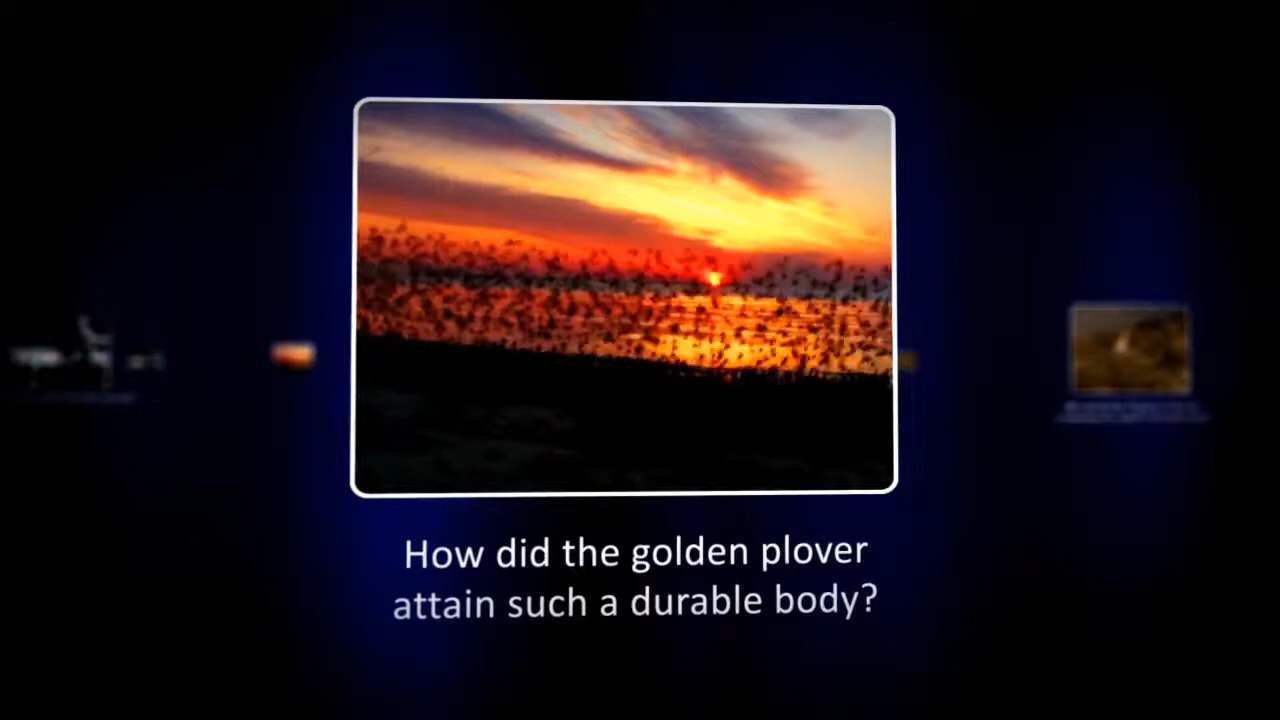 How did the golden plover
attain such a durable body?